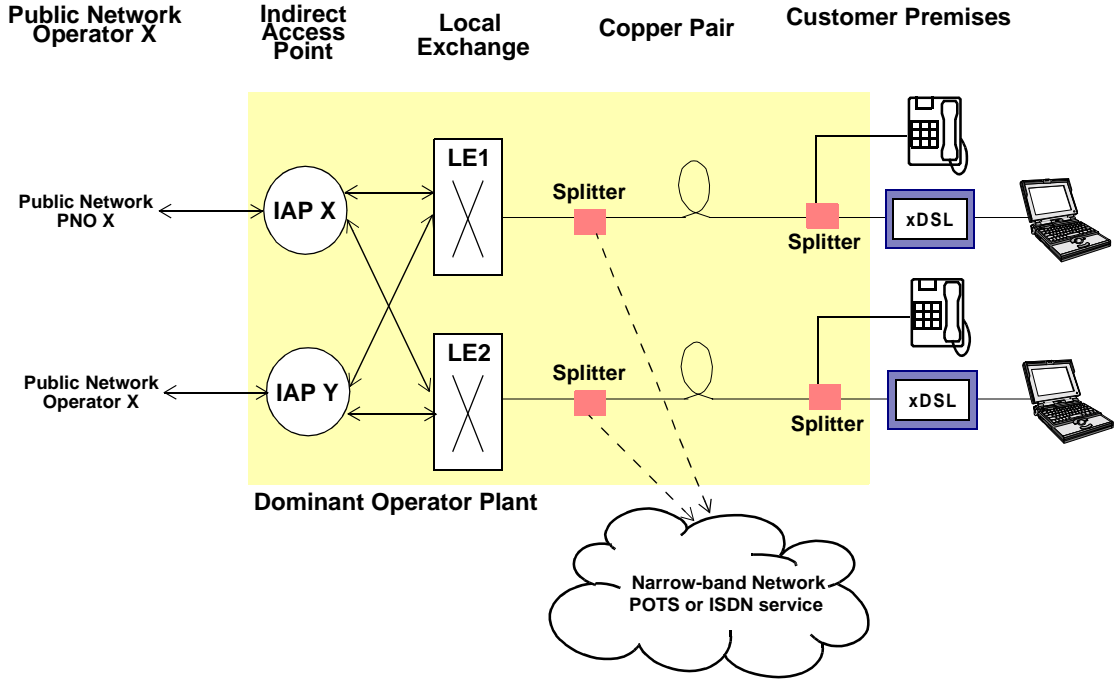 Public Network
Operator X
Indirect
Access
Point
Local
Exchange
Copper Pair
Customer Premises
LE1
Splitter
Public Network
PNO X
IAP X
Splitter
xDSL
LE2
Splitter
Public Network
Operator X
IAP Y
Splitter
xDSL
Dominant Operator Plant
Narrow-band Network
POTS or ISDN service